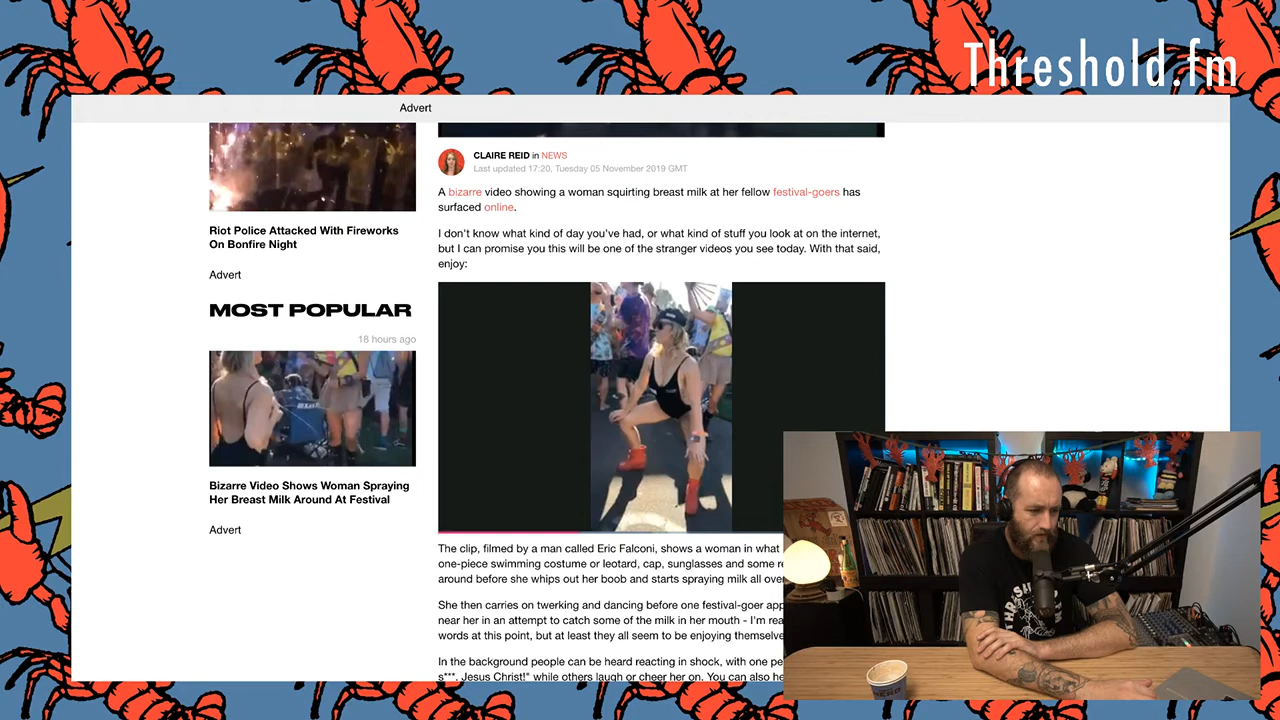 Threshold.fm
Advert
CLAIRE REID in NEWS
Last updated 17:20, Tuesday 05 November 2019 GMT
A bizarre video showing a woman squirting breast milk at her fellow festival-goers has
surfaced online.
I don't know what kind of day you've had, or what kind of stuff you look at on the internet,
but I can promise you this will be one of the stranger videos you see today. With that said,
enjoy:
Riot Police Attacked With Fireworks
On Bonfire Night
Advert
MOST POPULAR
18 hours ago
Bizarre Video Shows Woman Spraying
Her Breast Milk Around At Festival
Advert
The clip, filmed by a man called Eric Falconi, shows a woman in what
one-piece swimming costume or leotard, cap, sunglasses and some re
around before she whips out her boob and starts spraying milk all over
She then carries on twerking and dancing before one festival-goer app
near her in an attempt to catch some of the milk in her mouth - I'm rea
words at this point, but at least they all seem to be enjoying themselve
In the background people can be heard reacting in shock, with one pe
s***, Jesus Christ!" while others laugh or cheer her on. You can also he